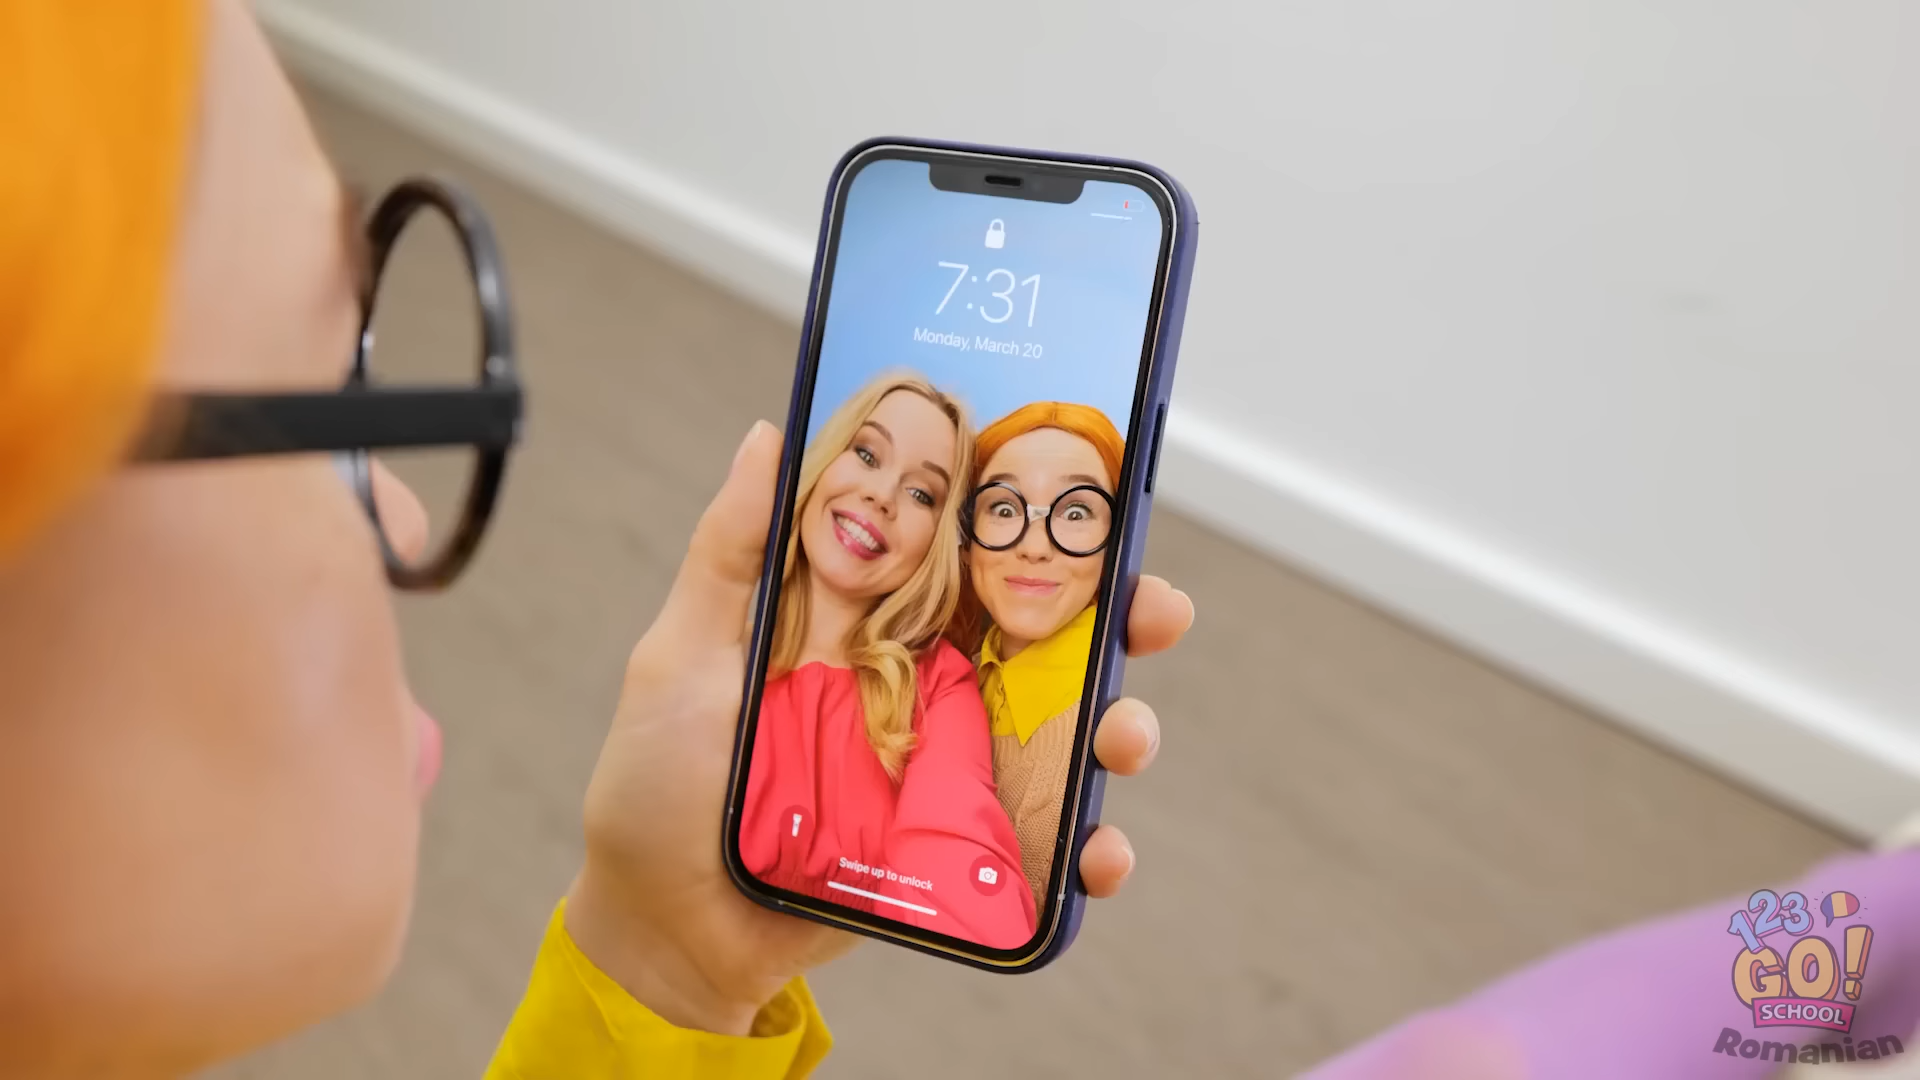 7:31
Monday, March 20
Swipe up to unlock
123
GO!
SCHOOL
Romanian